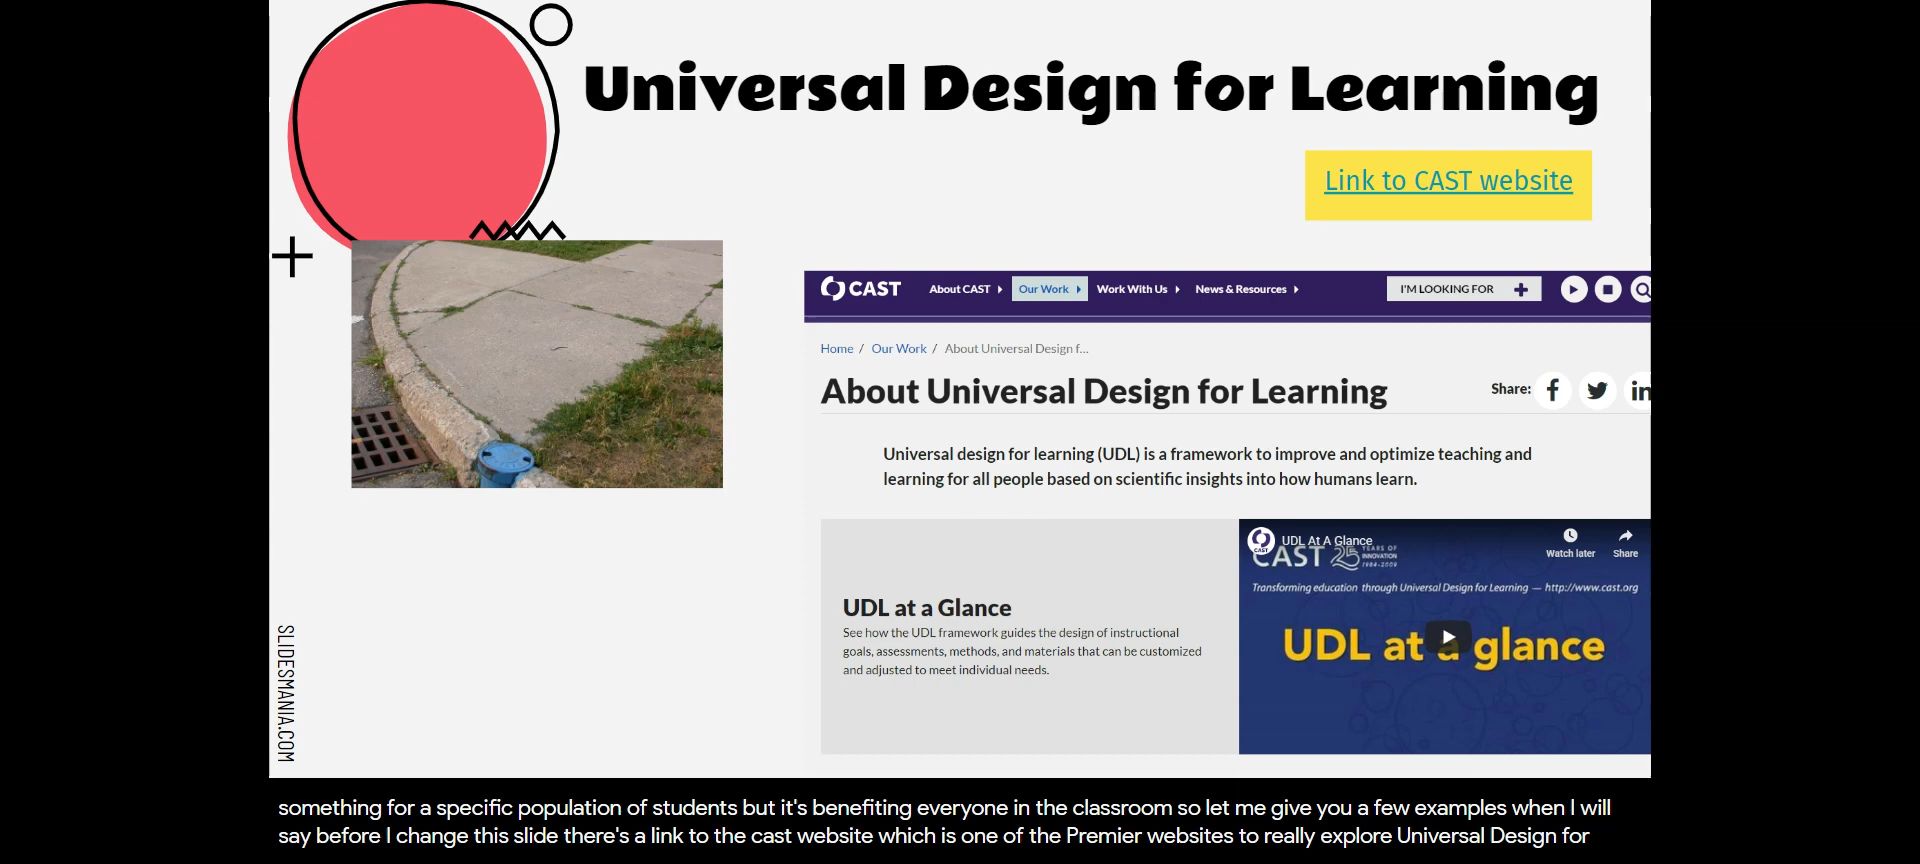 Universal Design for Learning
Link to CAST website
CAST About CAST Our Work Work With Us News & Resources I'M LOOKING FOR
Home / Our Work / About Universal Design f...
About Universal Design for Learning
Share:
Universal design for learning (UDL) is a framework to improve and optimize teaching and
learning for all people based on scientific insights into how humans learn.
UDL at a Glance
See how the UDL framework guides the design of instructional
goals, assessments, methods, and materials that can be customized
and adjusted to meet individual needs.
UDL At A Glance
Watch later Share
CAST 25 YEARS OF
INNOVATION
1984-2009
Transforming education through Universal Design for Learning — http://www.cast.org
UDL at a glance
SLIDESMANIA.COM
something for a specific population of students but it's benefiting everyone in the classroom so let me give you a few examples when I will
say before I change this slide there's a link to the cast website which is one of the Premier websites to really explore Universal Design for